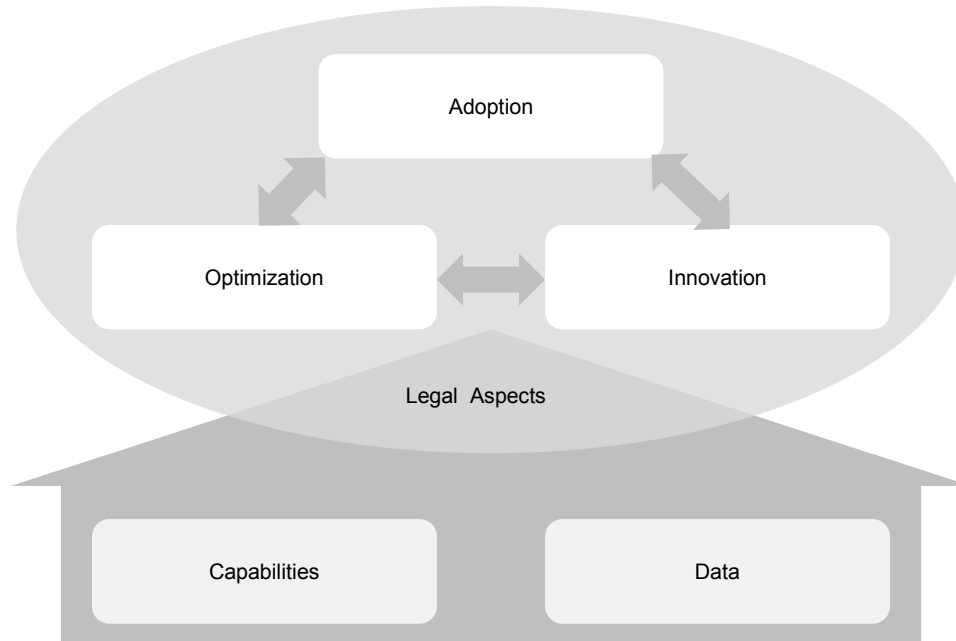 Adoption
Optimization
Innovation
Legal Aspects
Capabilities
Data